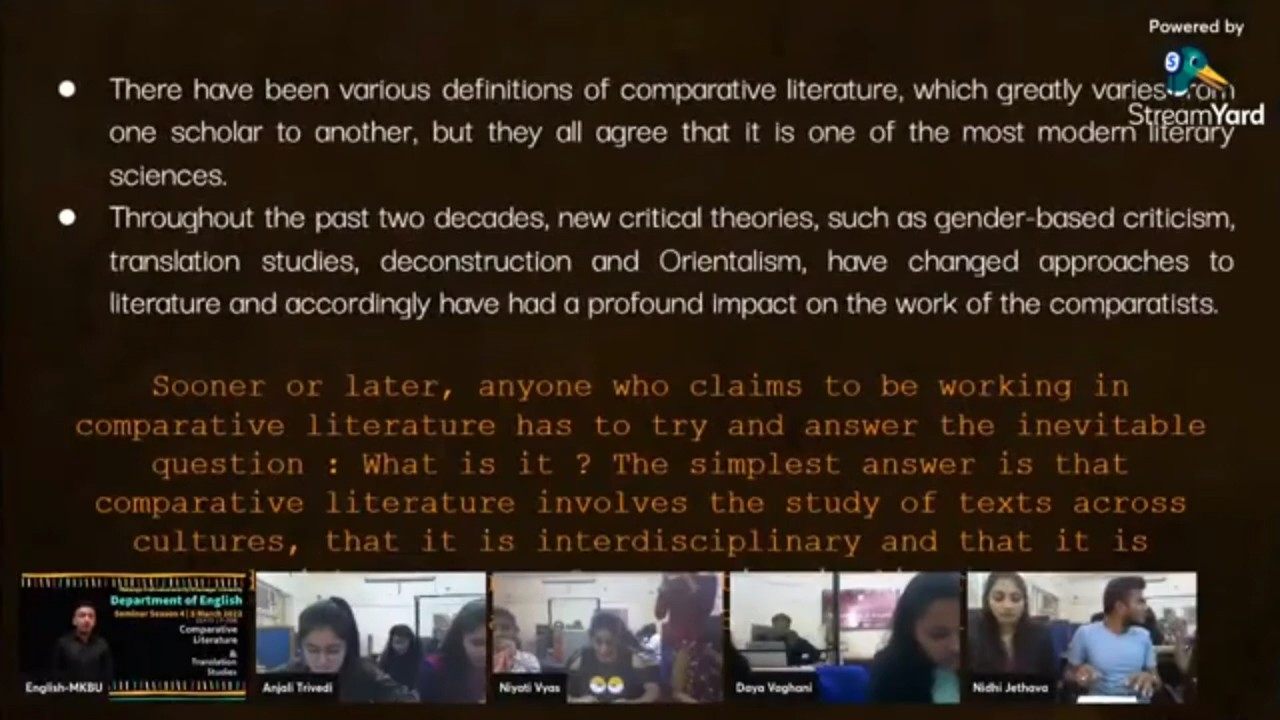 Powered by
StreamYard
There have been various definitions of comparative literature, which greatly varies from
one scholar to another, but they all agree that it is one of the most modern literary
sciences.
Throughout the past two decades, new critical theories, such as gender-based criticism,
translation studies, deconstruction and Orientalism, have changed approaches to
literature and accordingly have had a profound impact on the work of the comparatists.
Sooner or later, anyone who claims to be working in
comparative literature has to try and answer the inevitable
question : What is it ? The simplest answer is that
comparative literature involves the study of texts across
cultures, that it is interdisciplinary and that it is
Department of English
Comparative
Literature
&
Translation
Studies
English-MKBU
Anjali Trivedi
Niyati Vyas
Daya Vaghani
Nidhi Jethava